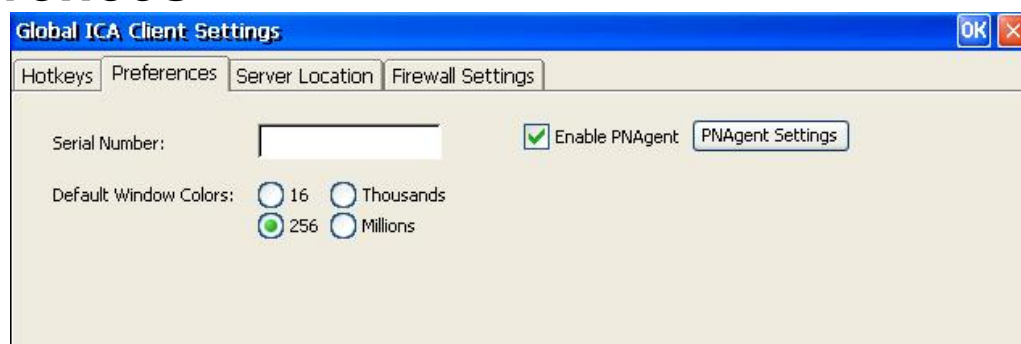 Global ICA Client Settings OK
Hotkeys Preferences Server Location Firewall Settings
Serial Number: Enable PNAgent PNAgent Settings
Default Window Colors: 16 Thousands
256 Millions